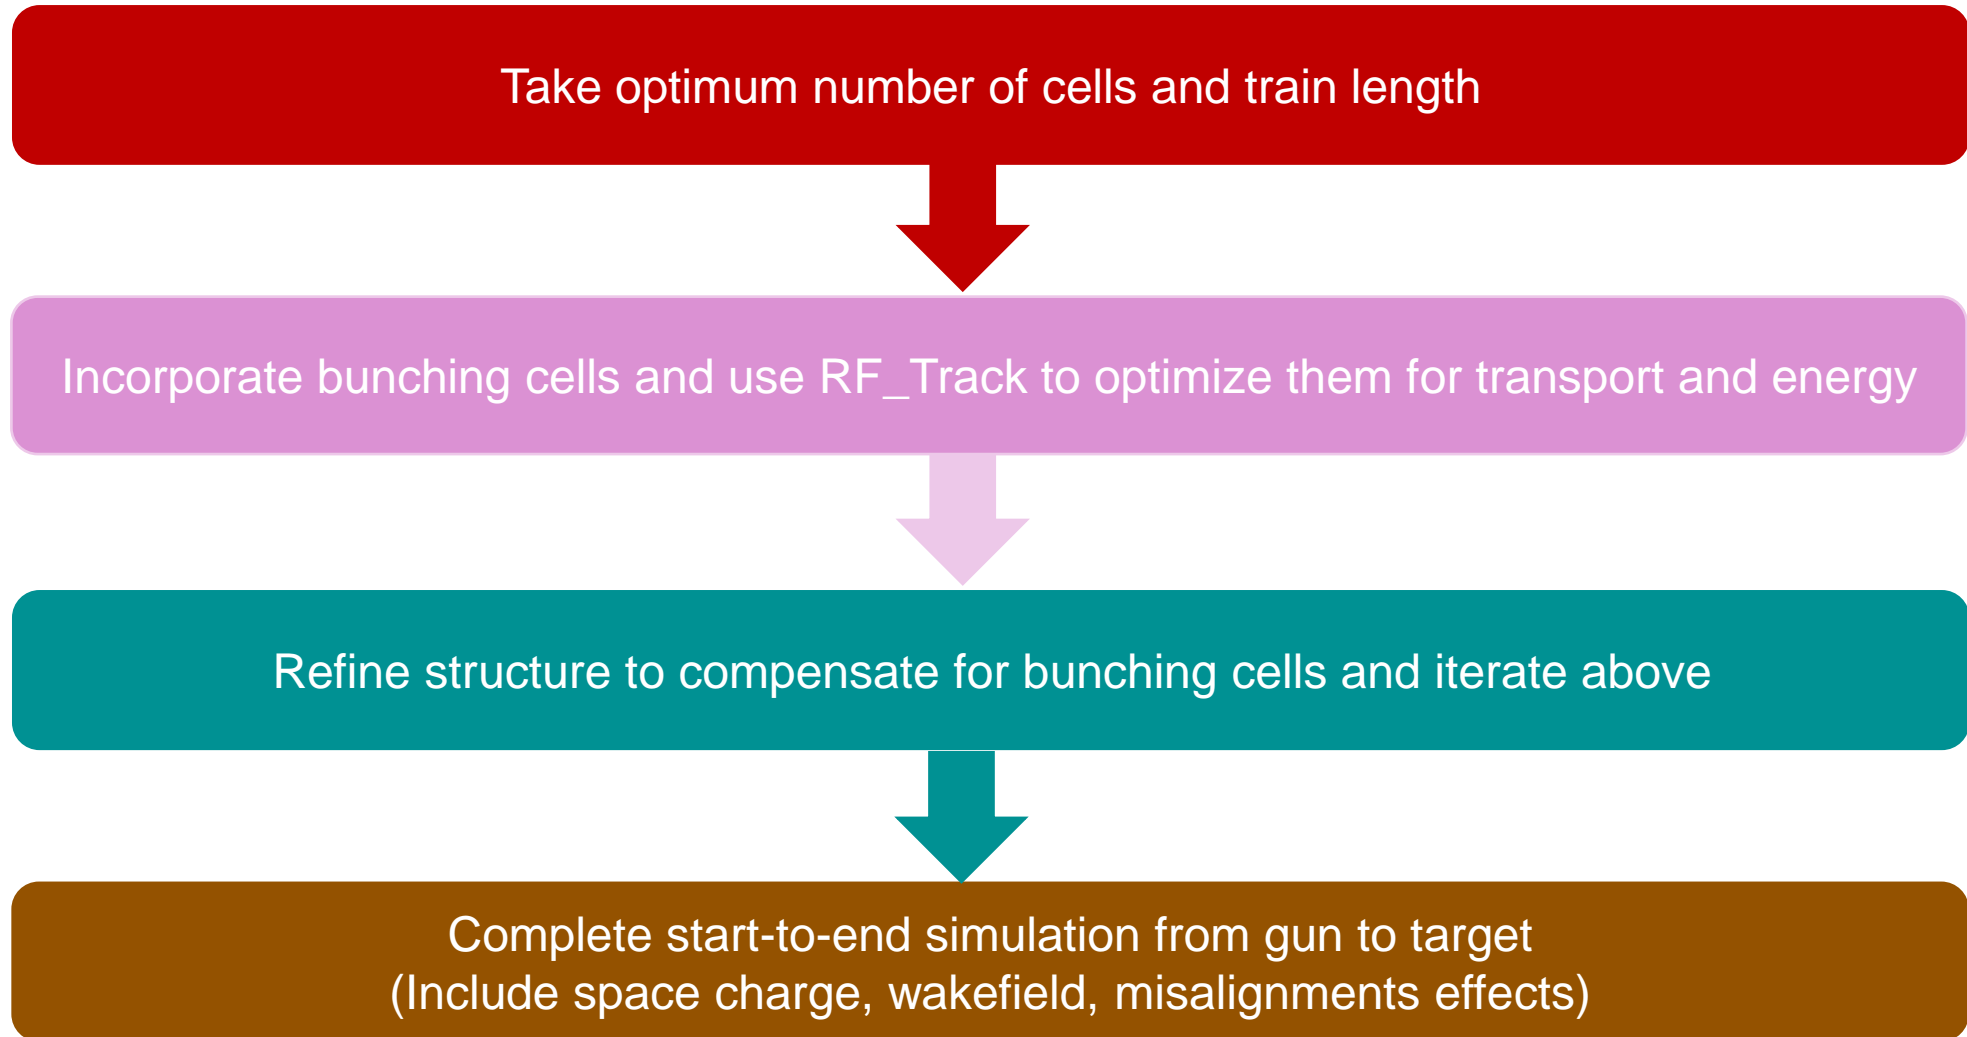 Take optimum number of cells and train length
Incorporate bunching cells and use RF_Track to optimize them for transport and energy
Refine structure to compensate for bunching cells and iterate above
Complete start-to-end simulation from gun to target
(Include space charge, wakefield, misalignments effects)